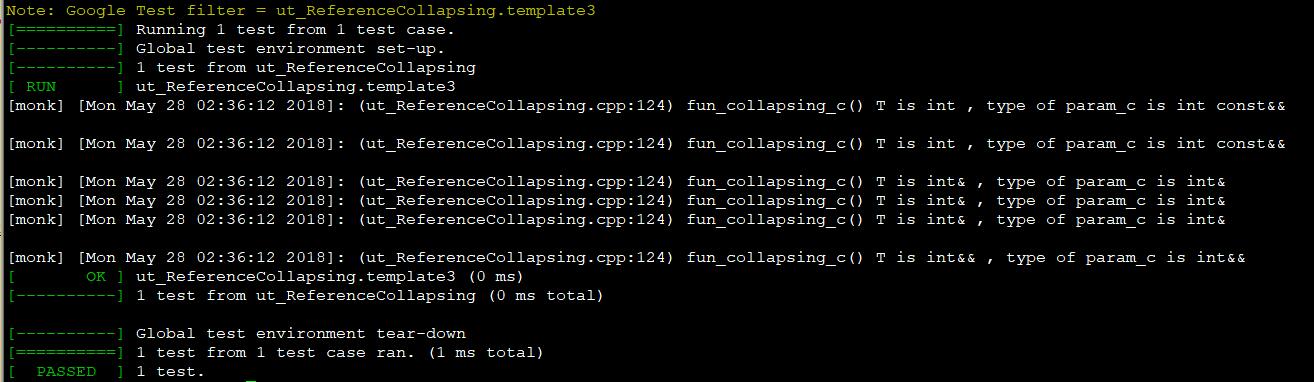 Note: Google Test filter = ut_ReferenceCollapsing.template3
[==========] Running 1 test from 1 test case.
[----------] Global test environment set-up.
[----------] 1 test from ut_ReferenceCollapsing
[ RUN      ] ut_ReferenceCollapsing.template3
[monk] [Mon May 28 02:36:12 2018]: (ut_ReferenceCollapsing.cpp:124) fun_collapsing_c() T is int , type of param_c is int const&&
[monk] [Mon May 28 02:36:12 2018]: (ut_ReferenceCollapsing.cpp:124) fun_collapsing_c() T is int , type of param_c is int const&&
[monk] [Mon May 28 02:36:12 2018]: (ut_ReferenceCollapsing.cpp:124) fun_collapsing_c() T is int& , type of param_c is int&
[monk] [Mon May 28 02:36:12 2018]: (ut_ReferenceCollapsing.cpp:124) fun_collapsing_c() T is int& , type of param_c is int&
[monk] [Mon May 28 02:36:12 2018]: (ut_ReferenceCollapsing.cpp:124) fun_collapsing_c() T is int& , type of param_c is int&
[monk] [Mon May 28 02:36:12 2018]: (ut_ReferenceCollapsing.cpp:124) fun_collapsing_c() T is int&& , type of param_c is int&&
[       OK ] ut_ReferenceCollapsing.template3 (0 ms)
[----------] 1 test from ut_ReferenceCollapsing (0 ms total)
[----------] Global test environment tear-down
[==========] 1 test from 1 test case ran. (1 ms total)
[  PASSED  ] 1 test.